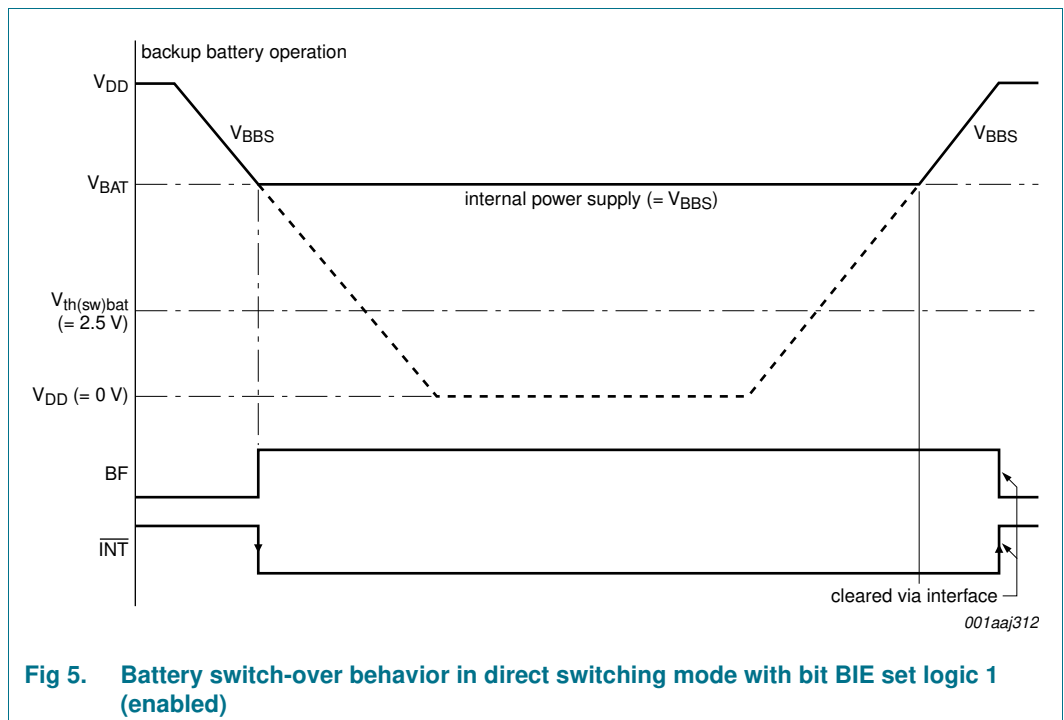 backup battery operation
VDD
VBBS
VBBS
VBAT
internal power supply (= VBBS)
Vth(sw)bat
(= 2.5 V)
VDD (= 0 V)
BF
INT
cleared via interface
001aaj312
Fig 5. Battery switch-over behavior in direct switching mode with bit BIE set logic 1
(enabled)